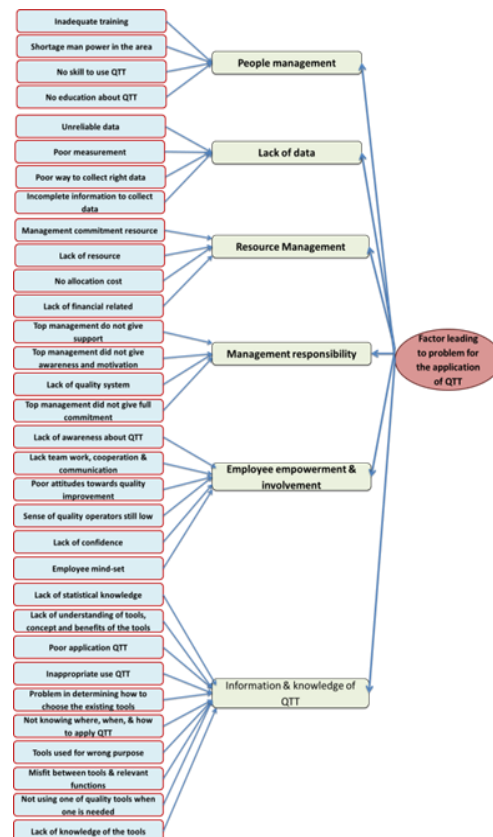 Inadequate training
Shortage man power in the area
No skill to use QTT
No education about QTT
People management
Unreliable data
Poor measurement
Poor way to collect right data
Incomplete information to collect
data
Lack of data
Management commitment resource
Lack of resource
No allocation cost
Lack of financial related
Resource Management
Top management do not give
support
Top management did not give
awareness and motivation
Lack of quality system
Top management did not give full
commitment
Management responsibility
Factor leading
to problem for
the application
of QTT
Lack of awareness about QTT
Lack team work, cooperation &
communication
Poor attitudes towards quality
improvement
Sense of quality operators still low
Lack of confidence
Employee mind-set
Employee empowerment &
involvement
Lack of statistical knowledge
Lack of understanding of tools,
concept and benefits of the tools
Poor application QTT
Inappropriate use QTT
Problem in determining how to
choose the existing tools
Not knowing where, when, & how
to apply QTT
Tools used for wrong purpose
Misfit between tools & relevant
functions
Not using one of quality tools when
one is needed
Lack of knowledge of the tools
Information & knowledge of
QTT